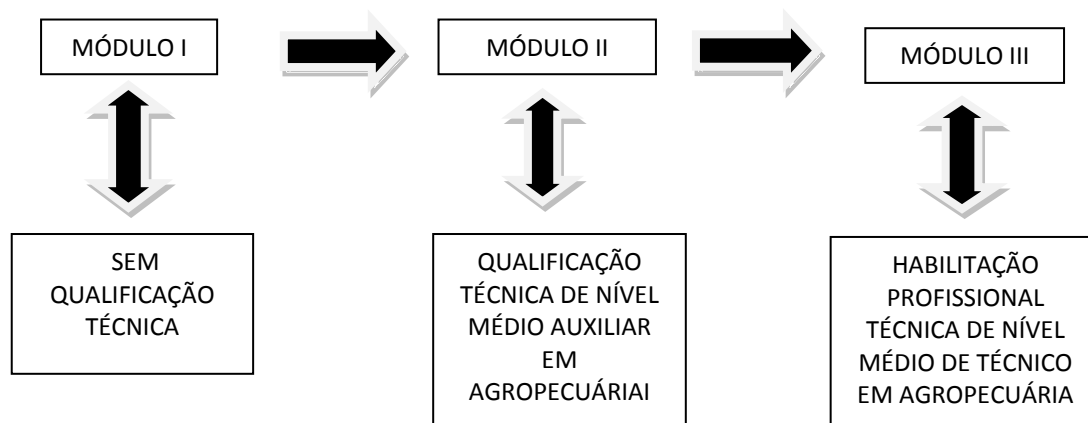 MÓDULO I
MÓDULO II
MÓDULO III
SEM
QUALIFICAÇÃO
TÉCNICA
QUALIFICAÇÃO
TÉCNICA DE NÍVEL
MÉDIO AUXILIAR
EM
AGROPECUÁRIAI
HABILITAÇÃO
PROFISSIONAL
TÉCNICA DE NÍVEL
MÉDIO DE TÉCNICO
EM AGROPECUÁRIA